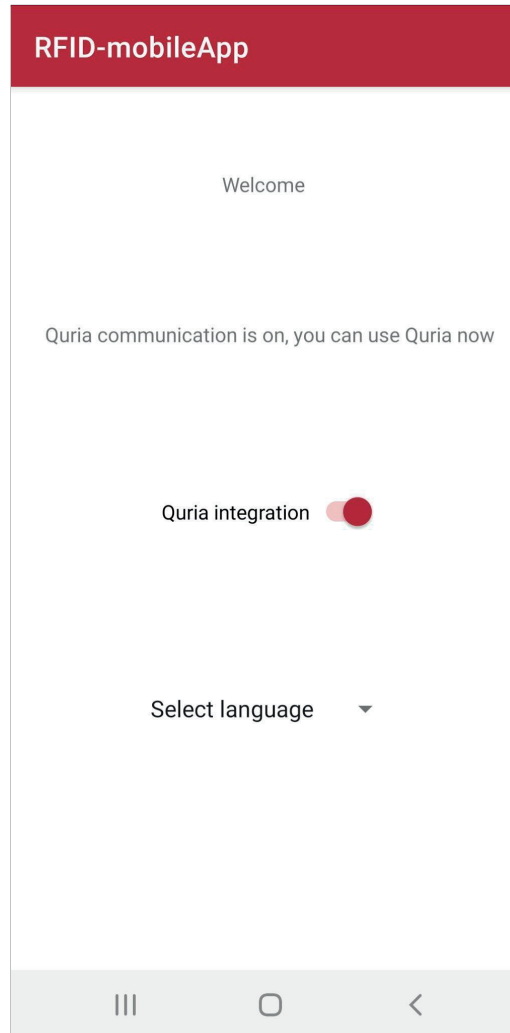 RFID-mobileApp
Welcome
Quria communication is on, you can use Quria now
Quria integration
Select language